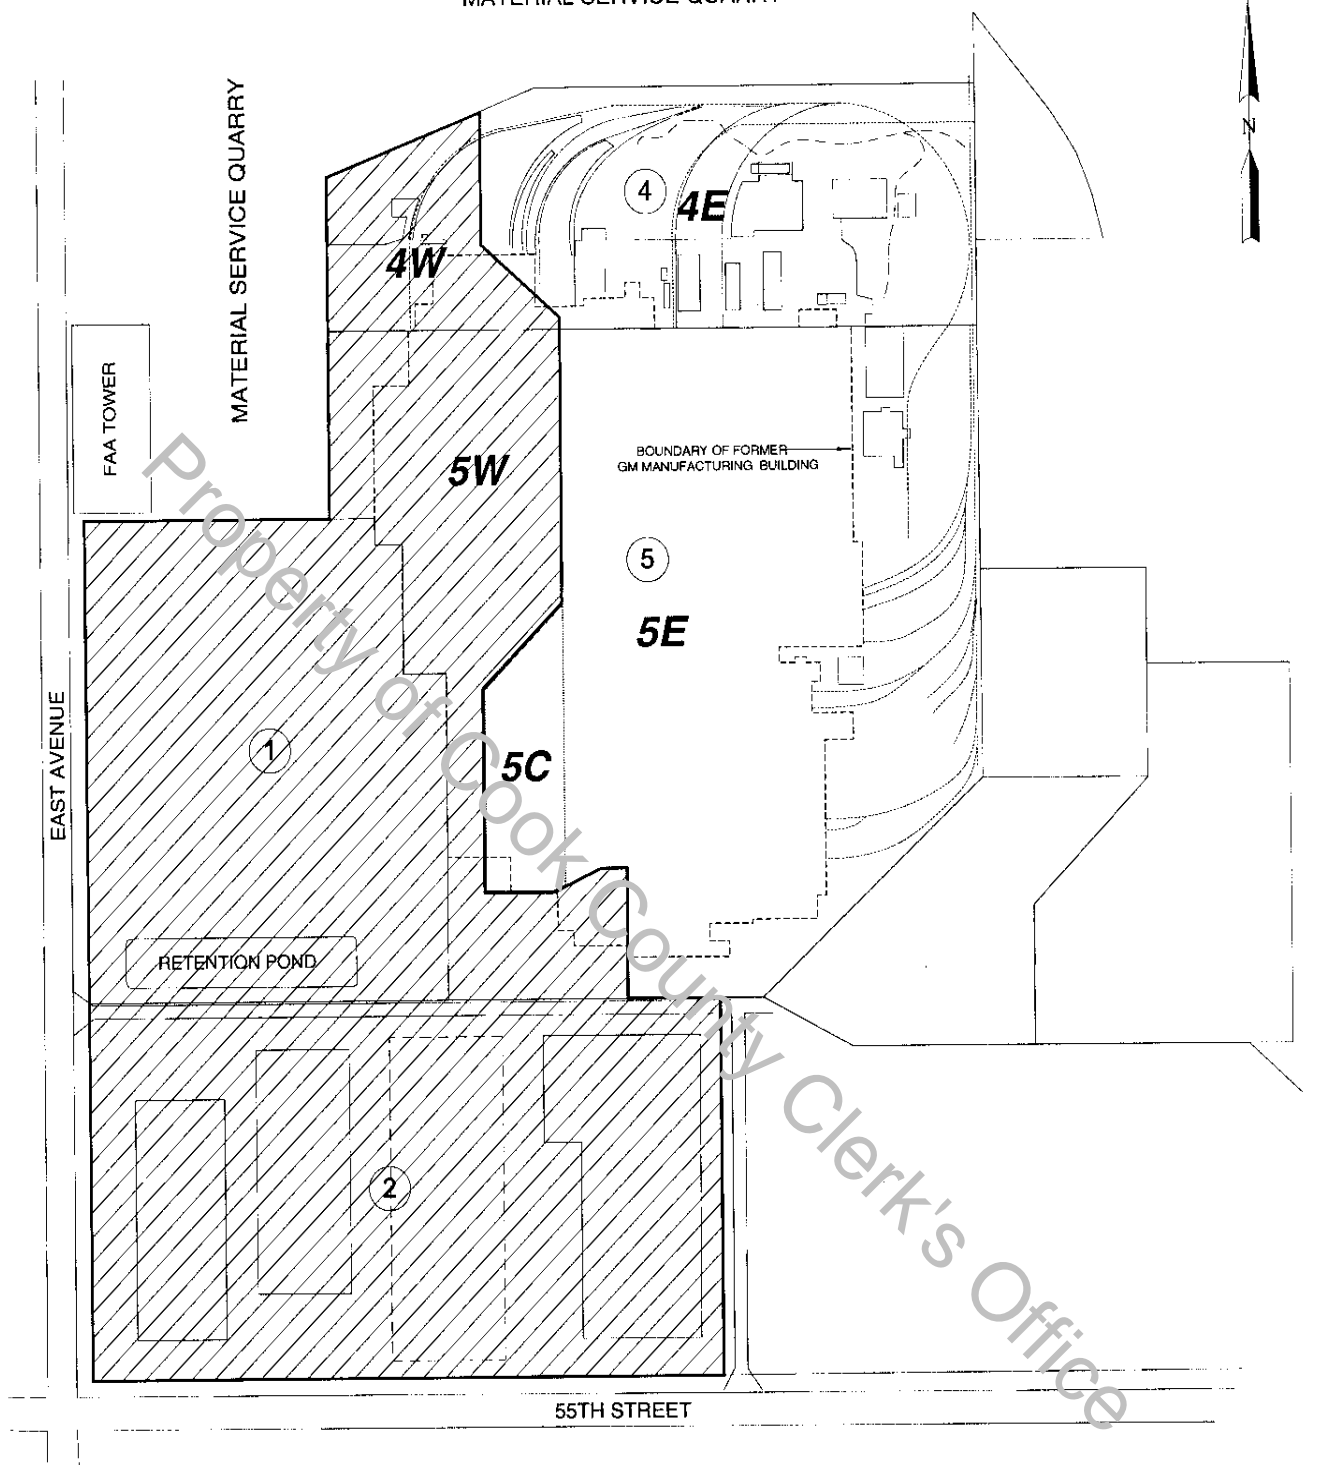 MATERIAL SERVICE QUARRY
N
MATERIAL SERVICE QUARRY
4
4E
4W
FAA TOWER
5W
BOUNDARY OF FORMER
GM MANUFACTURING BUILDING
5
5E
EAST AVENUE
1
5C
RETENTION POND
2
55TH STREET
Property of Cook County Clerk's Office